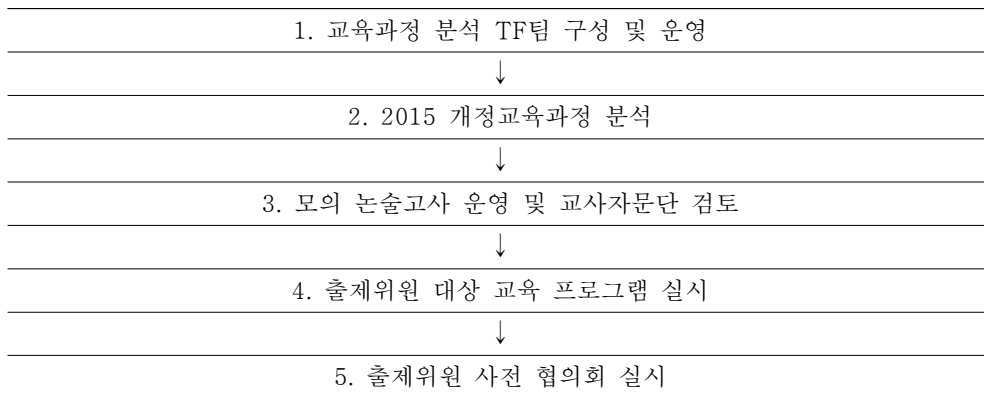 1. 교육과정 분석 TF팀 구성 및 운영
↓
2. 2015 개정교육과정 분석
↓
3. 모의 논술고사 운영 및 교사자문단 검토
↓
4. 출제위원 대상 교육 프로그램 실시
↓
5. 출제위원 사전 협의회 실시